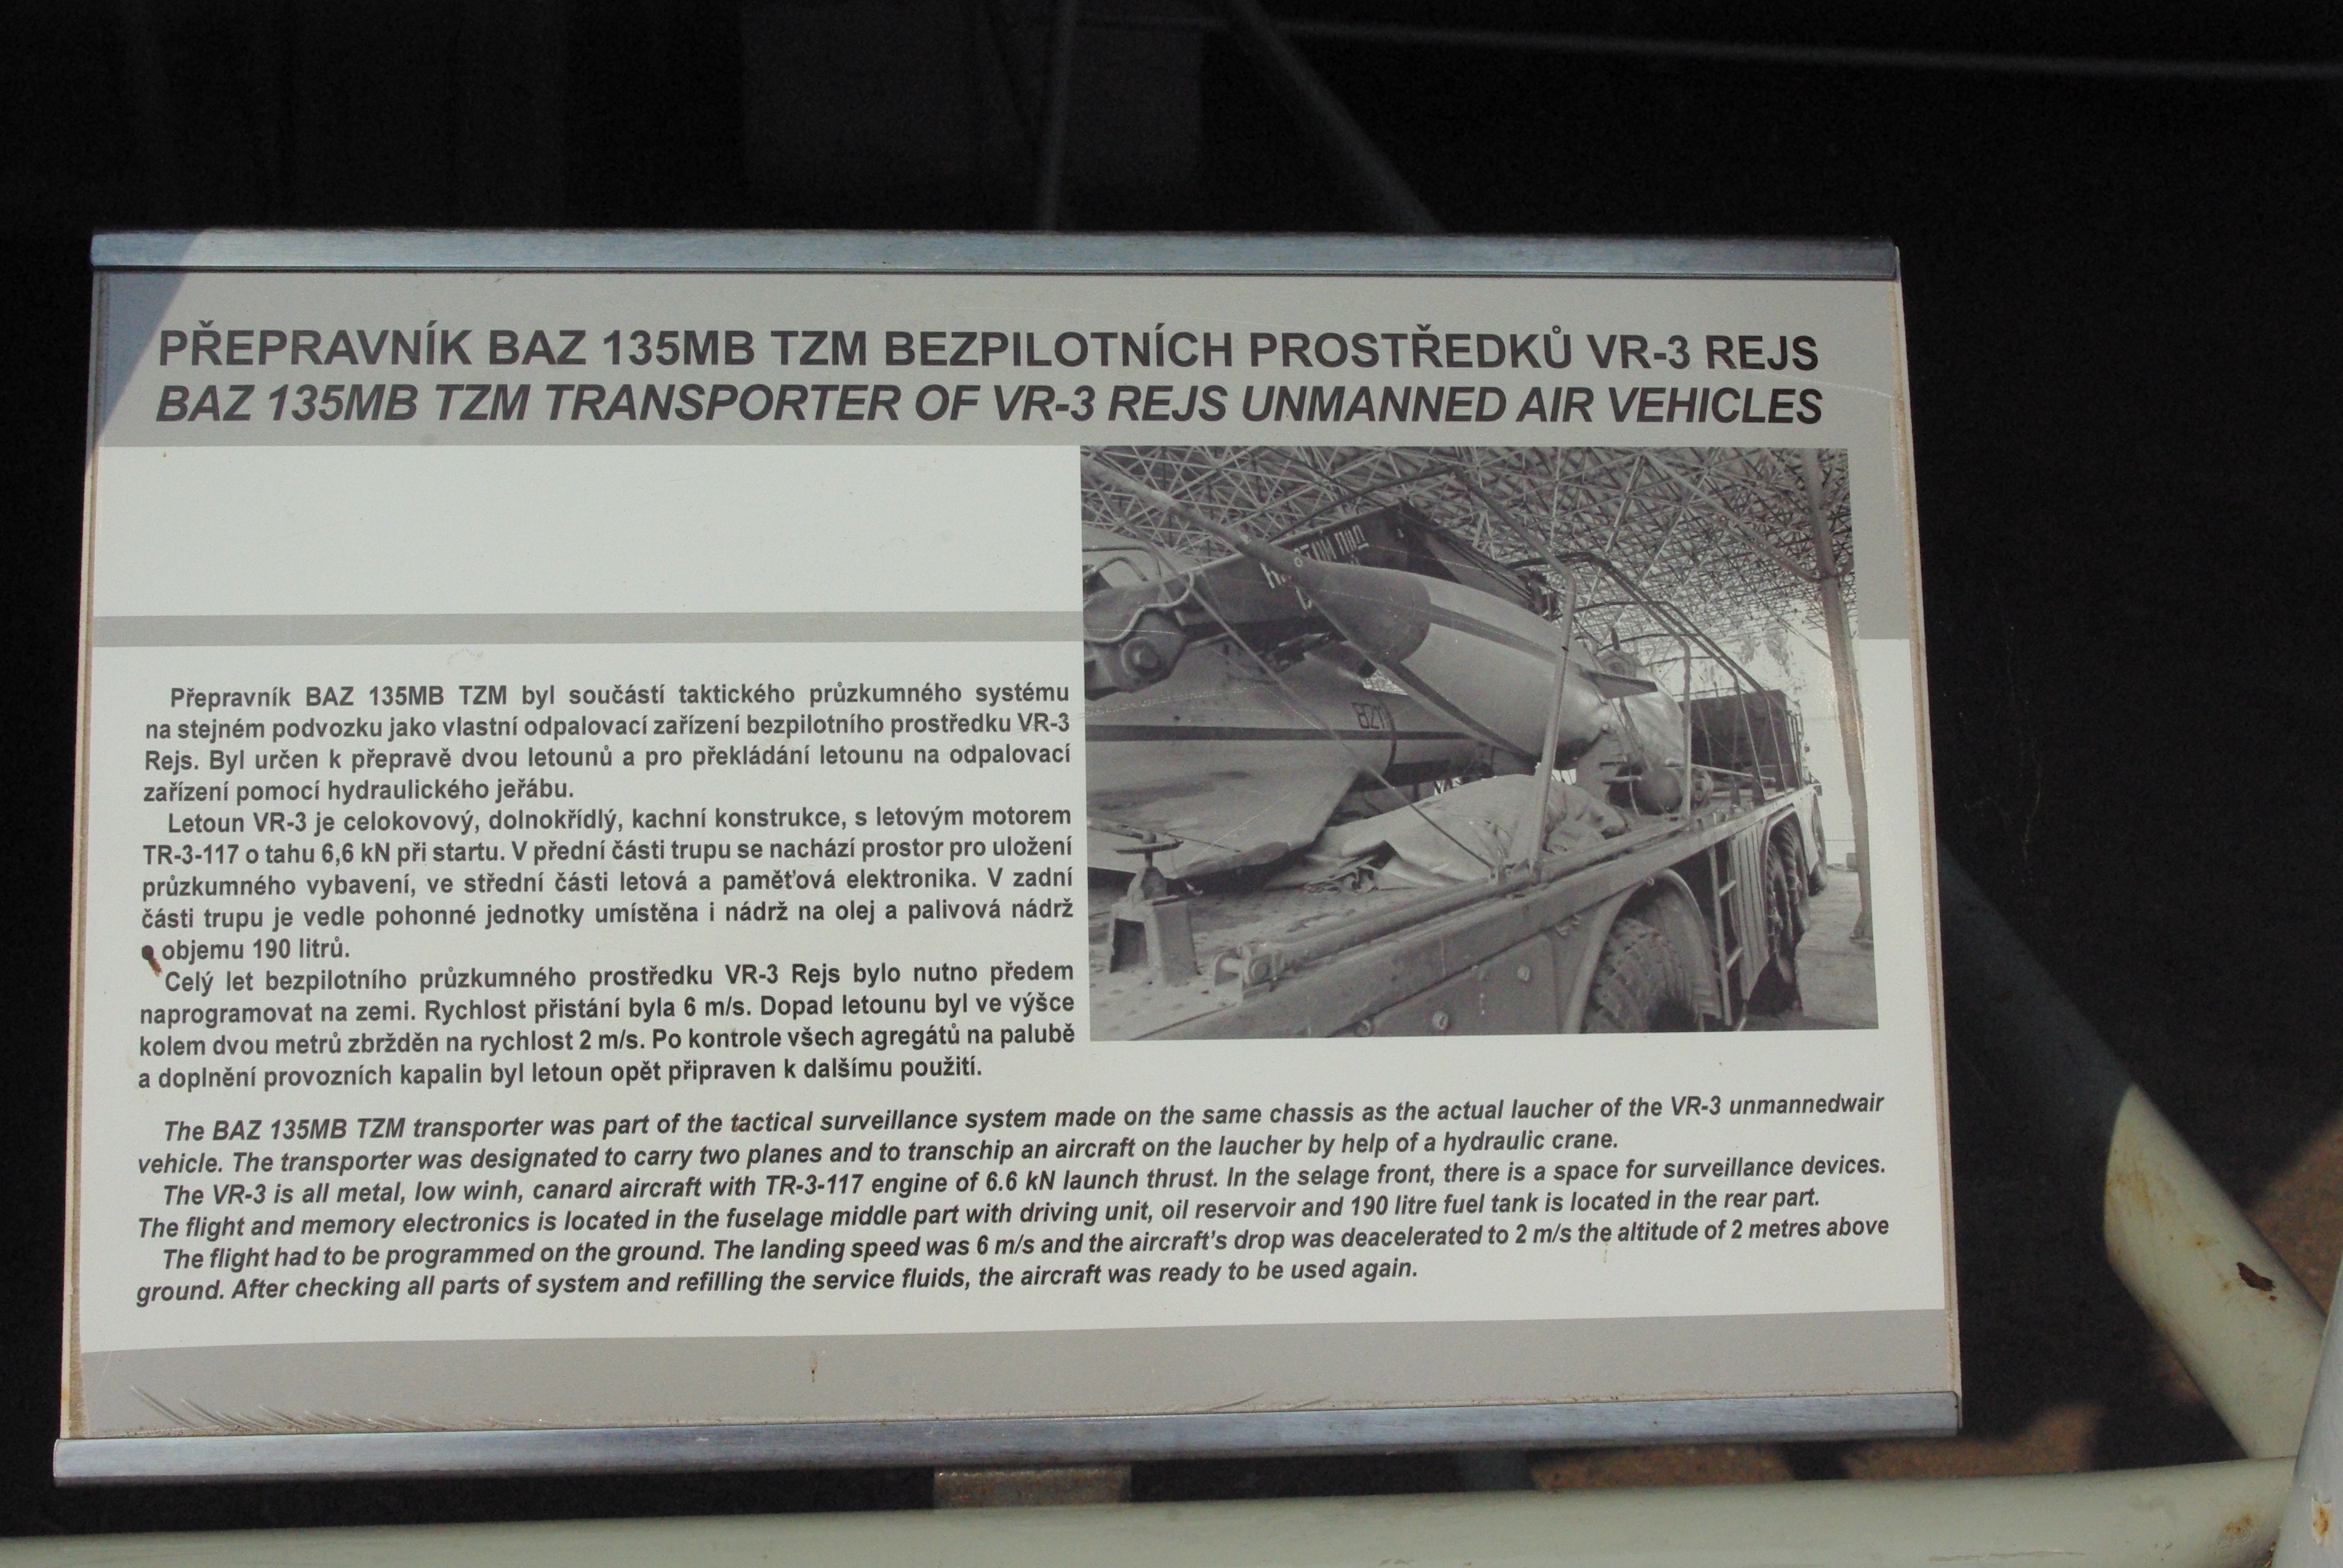 PŘEPRAVNÍK BAZ 135MB TZM BEZPILOTNÍCH PROSTŘEDKŮ VR-3 REJS
BAZ 135MB TZM TRANSPORTER OF VR-3 REJS UNMANNED AIR VEHICLES
Přepravník BAZ 135MB TZM byl součástí taktického průzkumného systému
na stejném podvozku jako vlastní odpalovací zařízení bezpilotního prostředku VR-3
Rejs. Byl určen k přepravě dvou letounů a pro překládání letounu na odpalovací
zařízení pomocí hydraulického jeřábu.
Letoun VR-3 je celokovový, dolnokřídlý, kachní konstrukce, s letovým motorem
TR-3-117 o tahu 6,6 kN při startu. V přední části trupu se nachází prostor pro uložení
průzkumného vybavení, ve střední části letová a paměťová elektronika. V zadní
části trupu je vedle pohonné jednotky umístěna i nádrž na olej a palivová nádrž
objemu 190 litrů.
Celý let bezpilotního průzkumného prostředku VR-3 Rejs bylo nutno předem
naprogramovat na zemi. Rychlost přistání byla 6 m/s. Dopad letounu byl ve výšce
kolem dvou metrů zbržděn na rychlost 2 m/s. Po kontrole všech agregátů na palubě
a doplnění provozních kapalin byl letoun opět připraven k dalšímu použití.
The BAZ 135MB TZM transporter was part of the tactical surveillance system made on the same chassis as the actual laucher of the VR-3 unmannedwair
vehicle. The transporter was designated to carry two planes and to transchip an aircraft on the laucher by help of a hydraulic crane.
The VR-3 is all metal, low winh, canard aircraft with TR-3-117 engine of 6.6 kN launch thrust. In the selage front, there is a space for surveillance devices.
The flight and memory electronics is located in the fuselage middle part with driving unit, oil reservoir and 190 litre fuel tank is located in the rear part.
The flight had to be programmed on the ground. The landing speed was 6 m/s and the aircraft's drop was deacelerated to 2 m/s the altitude of 2 metres above
ground. After checking all parts of system and refilling the service fluids, the aircraft was ready to be used again.